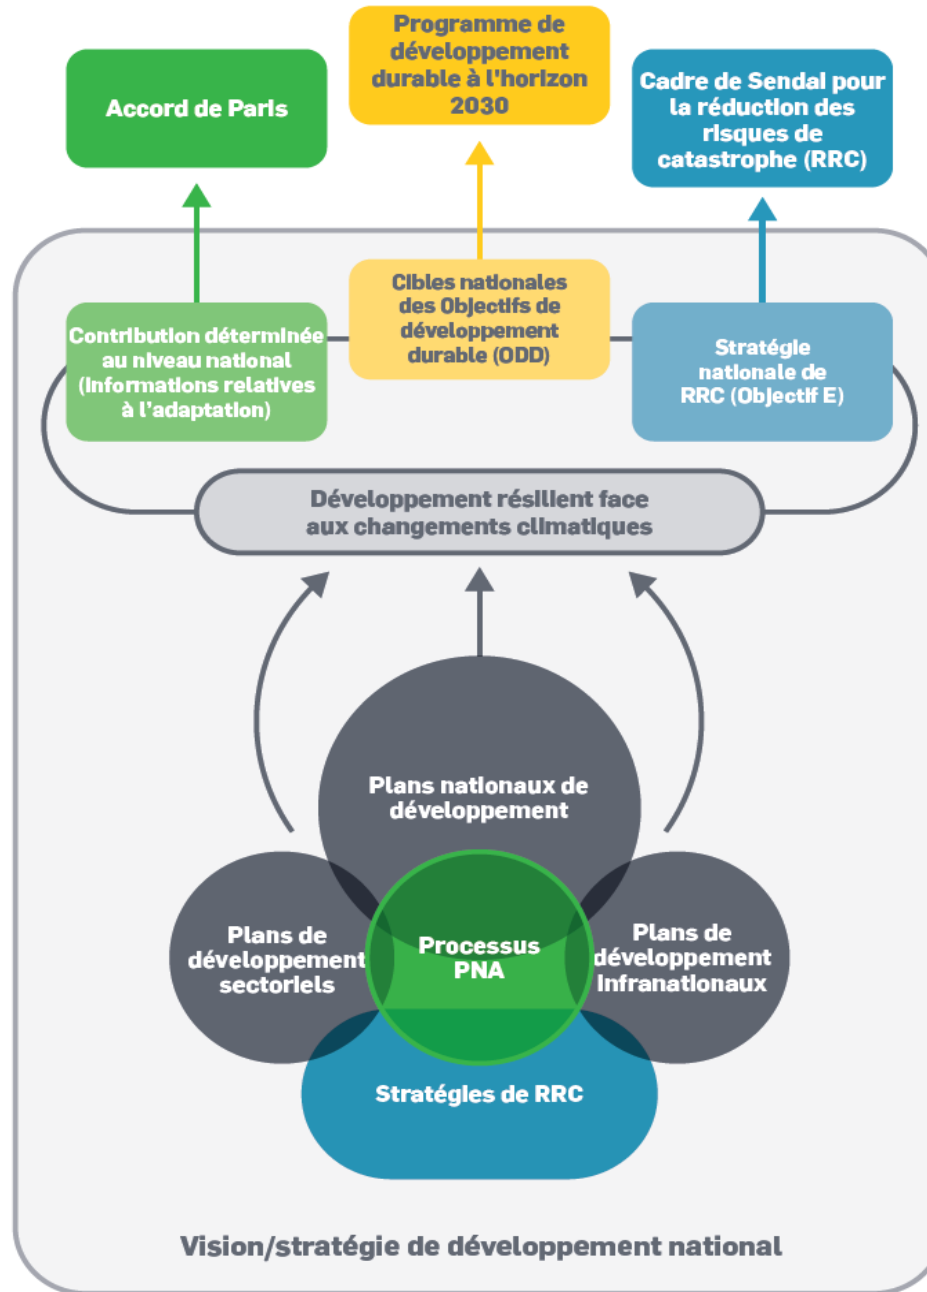 Accord de Paris
Programme de
développement
durable à l'horizon
2030
Cadre de Sendai pour
la réduction des
risques de
catastrophe (RRC)
Contribution déterminée
au niveau national
(informations relatives
à l’adaptation)
Cibles nationales
des Objectifs de
développement
durable (ODD)
Stratégie
nationale de
RRC (Objectif E)
Développement résilient face
aux changements climatiques
Plans nationaux de
développement
Plans de
développement
sectoriels
Processus
PNA
Plans de
développement
infranationaux
Stratégies de RRC
Vision/stratégie de développement national